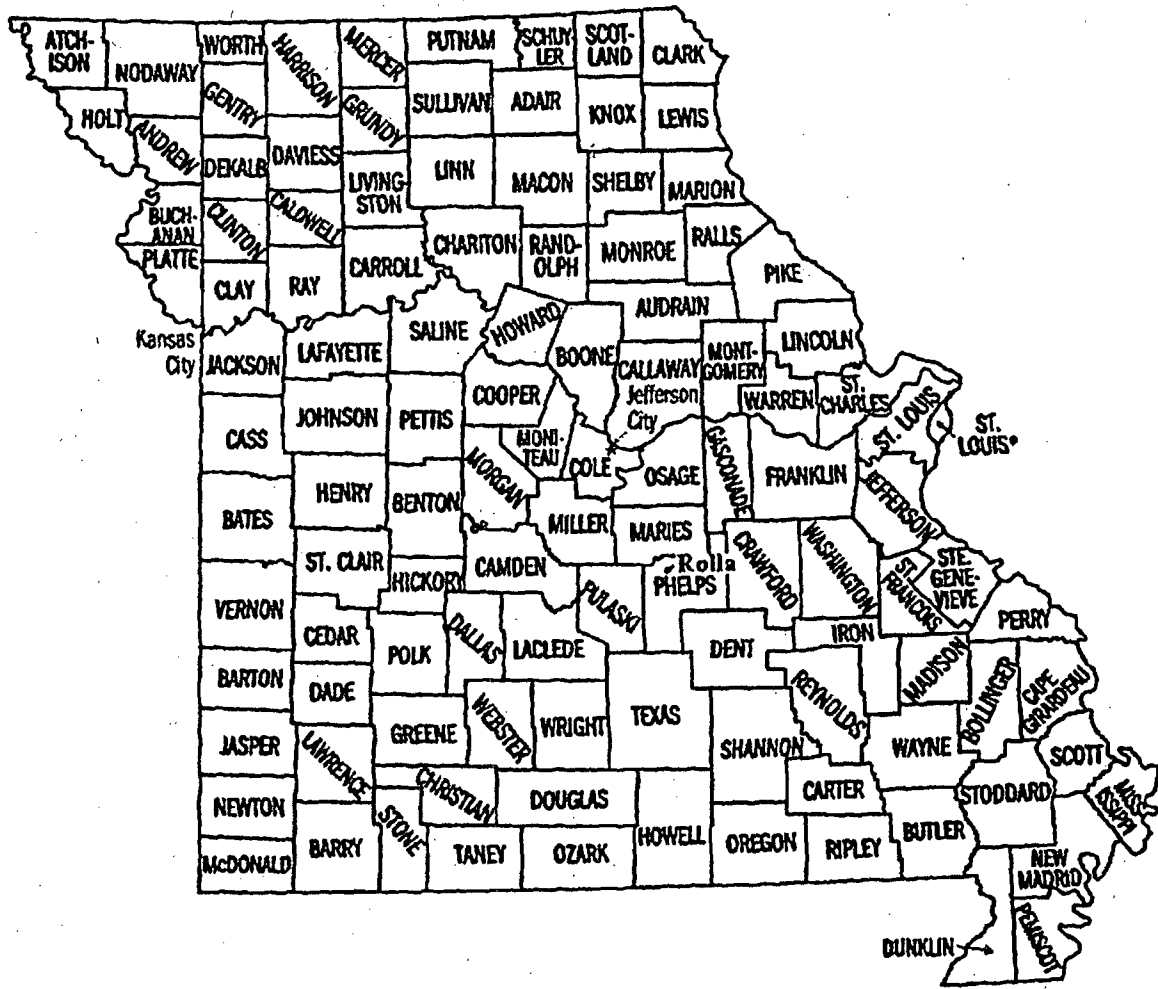 ATCH-
ISON
NODAWAY
WORTH
HARRISON
MERCER
PUTNAM
SCHUY
LER
SCOT-
LAND
CLARK
HOLT
ANDREW
GENTRY
GRUNDY
SULLIVAN
ADAIR
KNOX
LEWIS
DEKALB
DAVIESS
LIVING-
STON
LINN
MACON
SHELBY
MARION
BUCH-
ANAN
CLINTON
CALDWELL
CHARITON
RAND-
OLPH
MONROE
RALLS
PLATTE
CLAY
RAY
CARROLL
AUDRAIN
PIKE
Kansas
City
JACKSON
LAFAYETTE
SALINE
HOWARD
BOONE
CALLAWAY
Jefferson
City
MONT-
GOMERY
LINCOLN
WARREN
ST.
CHARLES
ST. LOUIS
ST.
LOUIS*
CASS
JOHNSON
PETTIS
COOPER
MONI-
TEAU
COLE
OSAGE
GASCONADE
FRANKLIN
JEFFERSON
BATES
HENRY
BENTON
MORGAN
MILLER
MARIES
CRAWFORD
WASHINGTON
ST.
FRANCOIS
STE
GENE-
VIEVE
PERRY
VERNON
ST. CLAIR
HICKORY
CAMDEN
PULASKI
Rolla
PHELPS
CEDAR
POLK
DALLAS
LACLEDE
DENT
IRON
MADISON
BOLLINGER
CAPE
GIRARDEAU
BARTON
DADE
GREENE
WEBSTER
WRIGHT
TEXAS
REYNOLDS
SHANNON
WAYNE
SCOTT
JASPER
LAWRENCE
CHRISTIAN
DOUGLAS
CARTER
STODDARD
MISS-
ISSIPPI
NEWTON
STONE
HOWELL
OREGON
RIPLEY
BUTLER
McDONALD
BARRY
TANEY
OZARK
NEW
MADRID
DUNKLIN
PEMISCOT